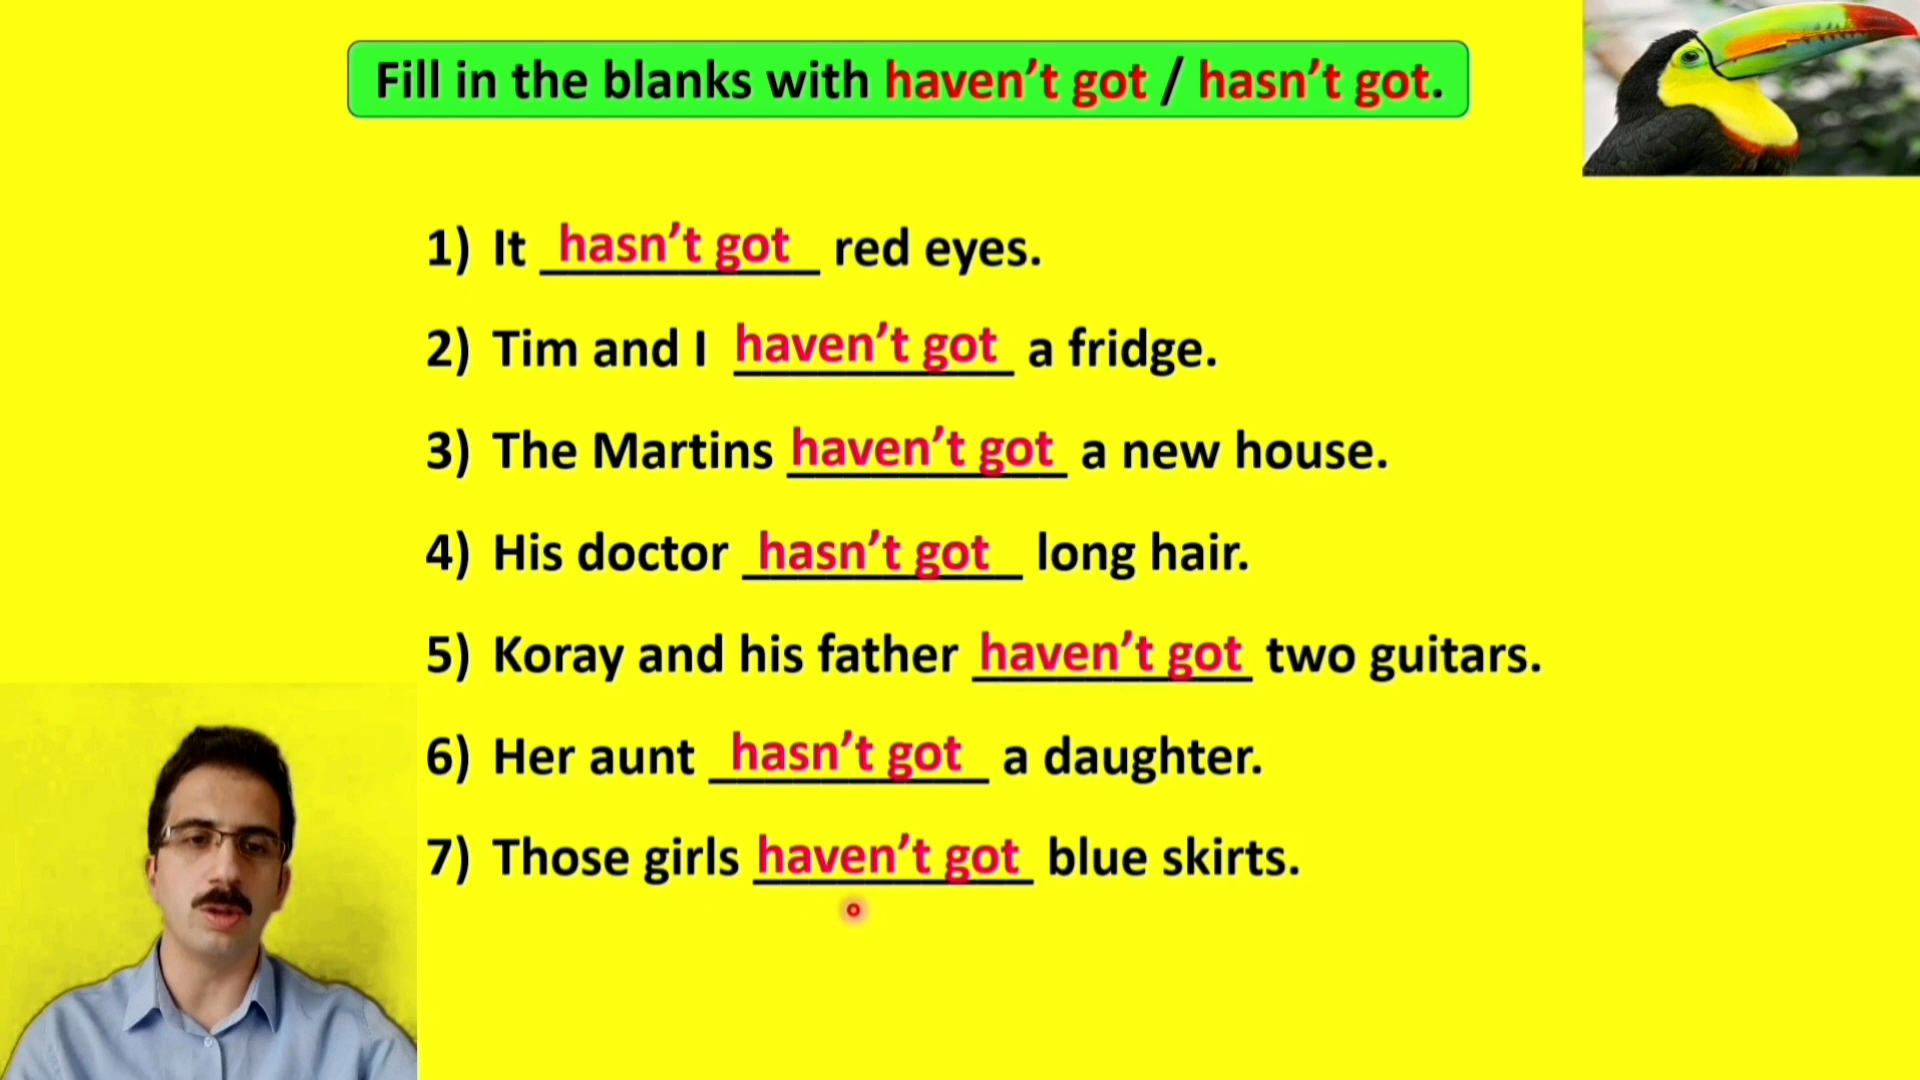 Fill in the blanks with haven’t got / hasn’t got.
1) It hasn’t got red eyes.
2) Tim and I haven’t got a fridge.
3) The Martins haven’t got a new house.
4) His doctor hasn’t got long hair.
5) Koray and his father haven’t got two guitars.
6) Her aunt hasn’t got a daughter.
7) Those girls haven’t got blue skirts.